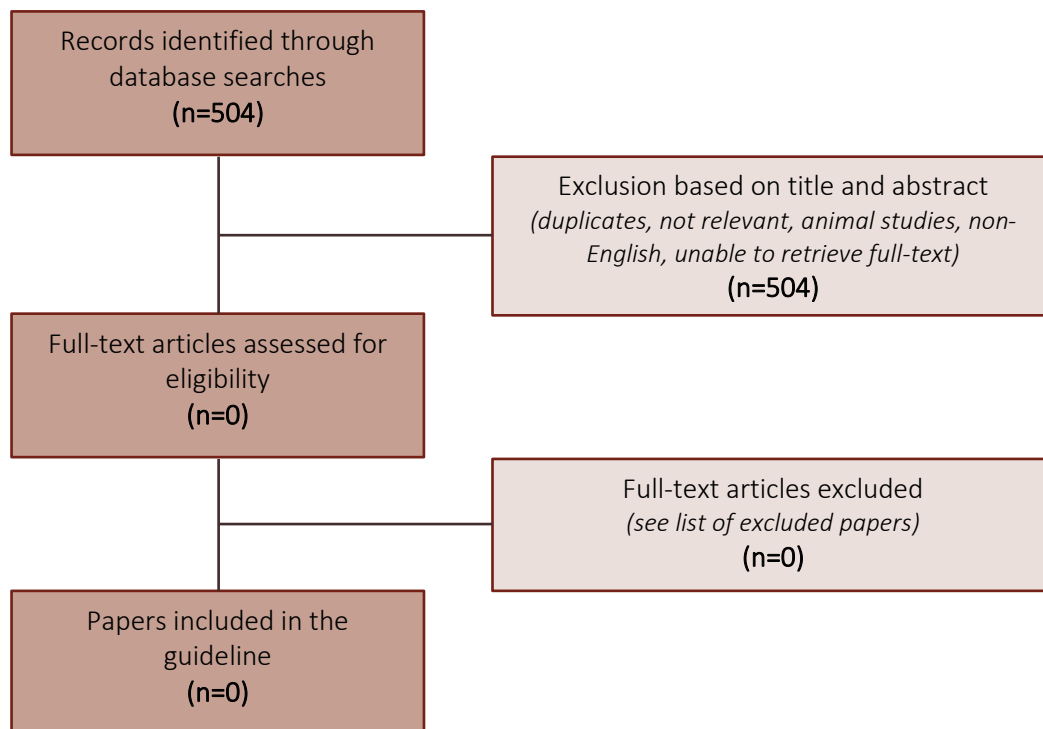 Records identified through
database searches
(n=504)
Exclusion based on title and abstract
(duplicates, not relevant, animal studies, non-
English, unable to retrieve full-text)
(n=504)
Full-text articles assessed for
eligibility
(n=0)
Full-text articles excluded
(see list of excluded papers)
(n=0)
Papers included in the
guideline
(n=0)